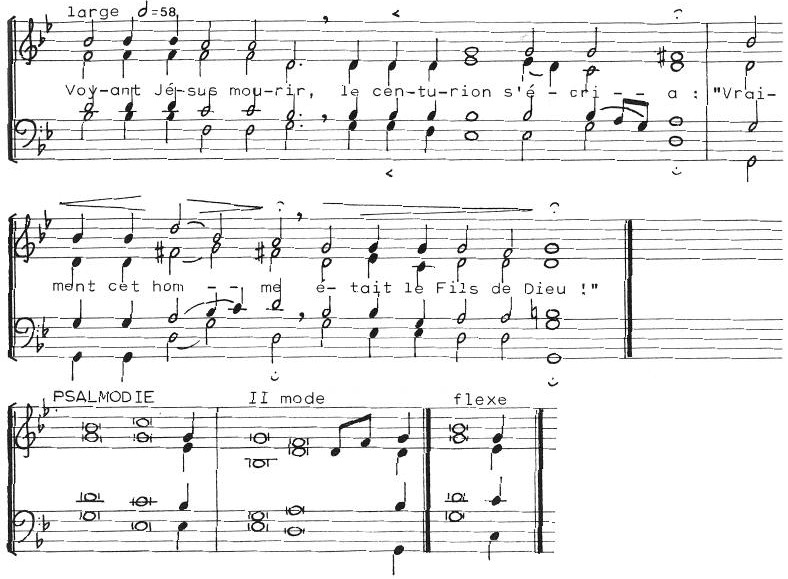 large 𝅗𝅥=58
Voy-ant Jé-sus mou-rir, le cen-tu-rion s'é - cri - - a : "Vrai-
ment cet hom - - me é- tait le Fils de Dieu !"
PSALMODIE II mode flexe